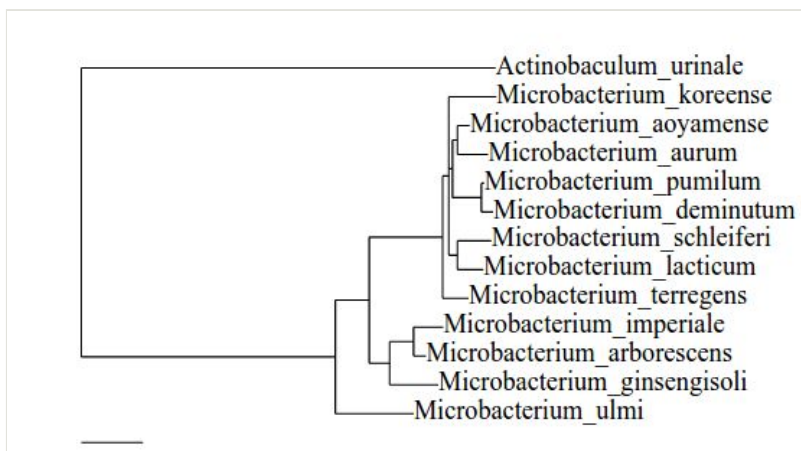 Actinobaculum_urinale
Microbacterium_koreense
Microbacterium_aoyamense
Microbacterium_aurum
Microbacterium_pumilum
Microbacterium_deminutum
Microbacterium_schleiferi
Microbacterium_lacticum
Microbacterium_terregens
Microbacterium_imperiale
Microbacterium_arborescens
Microbacterium_ginsengisoli
Microbacterium_ulmi